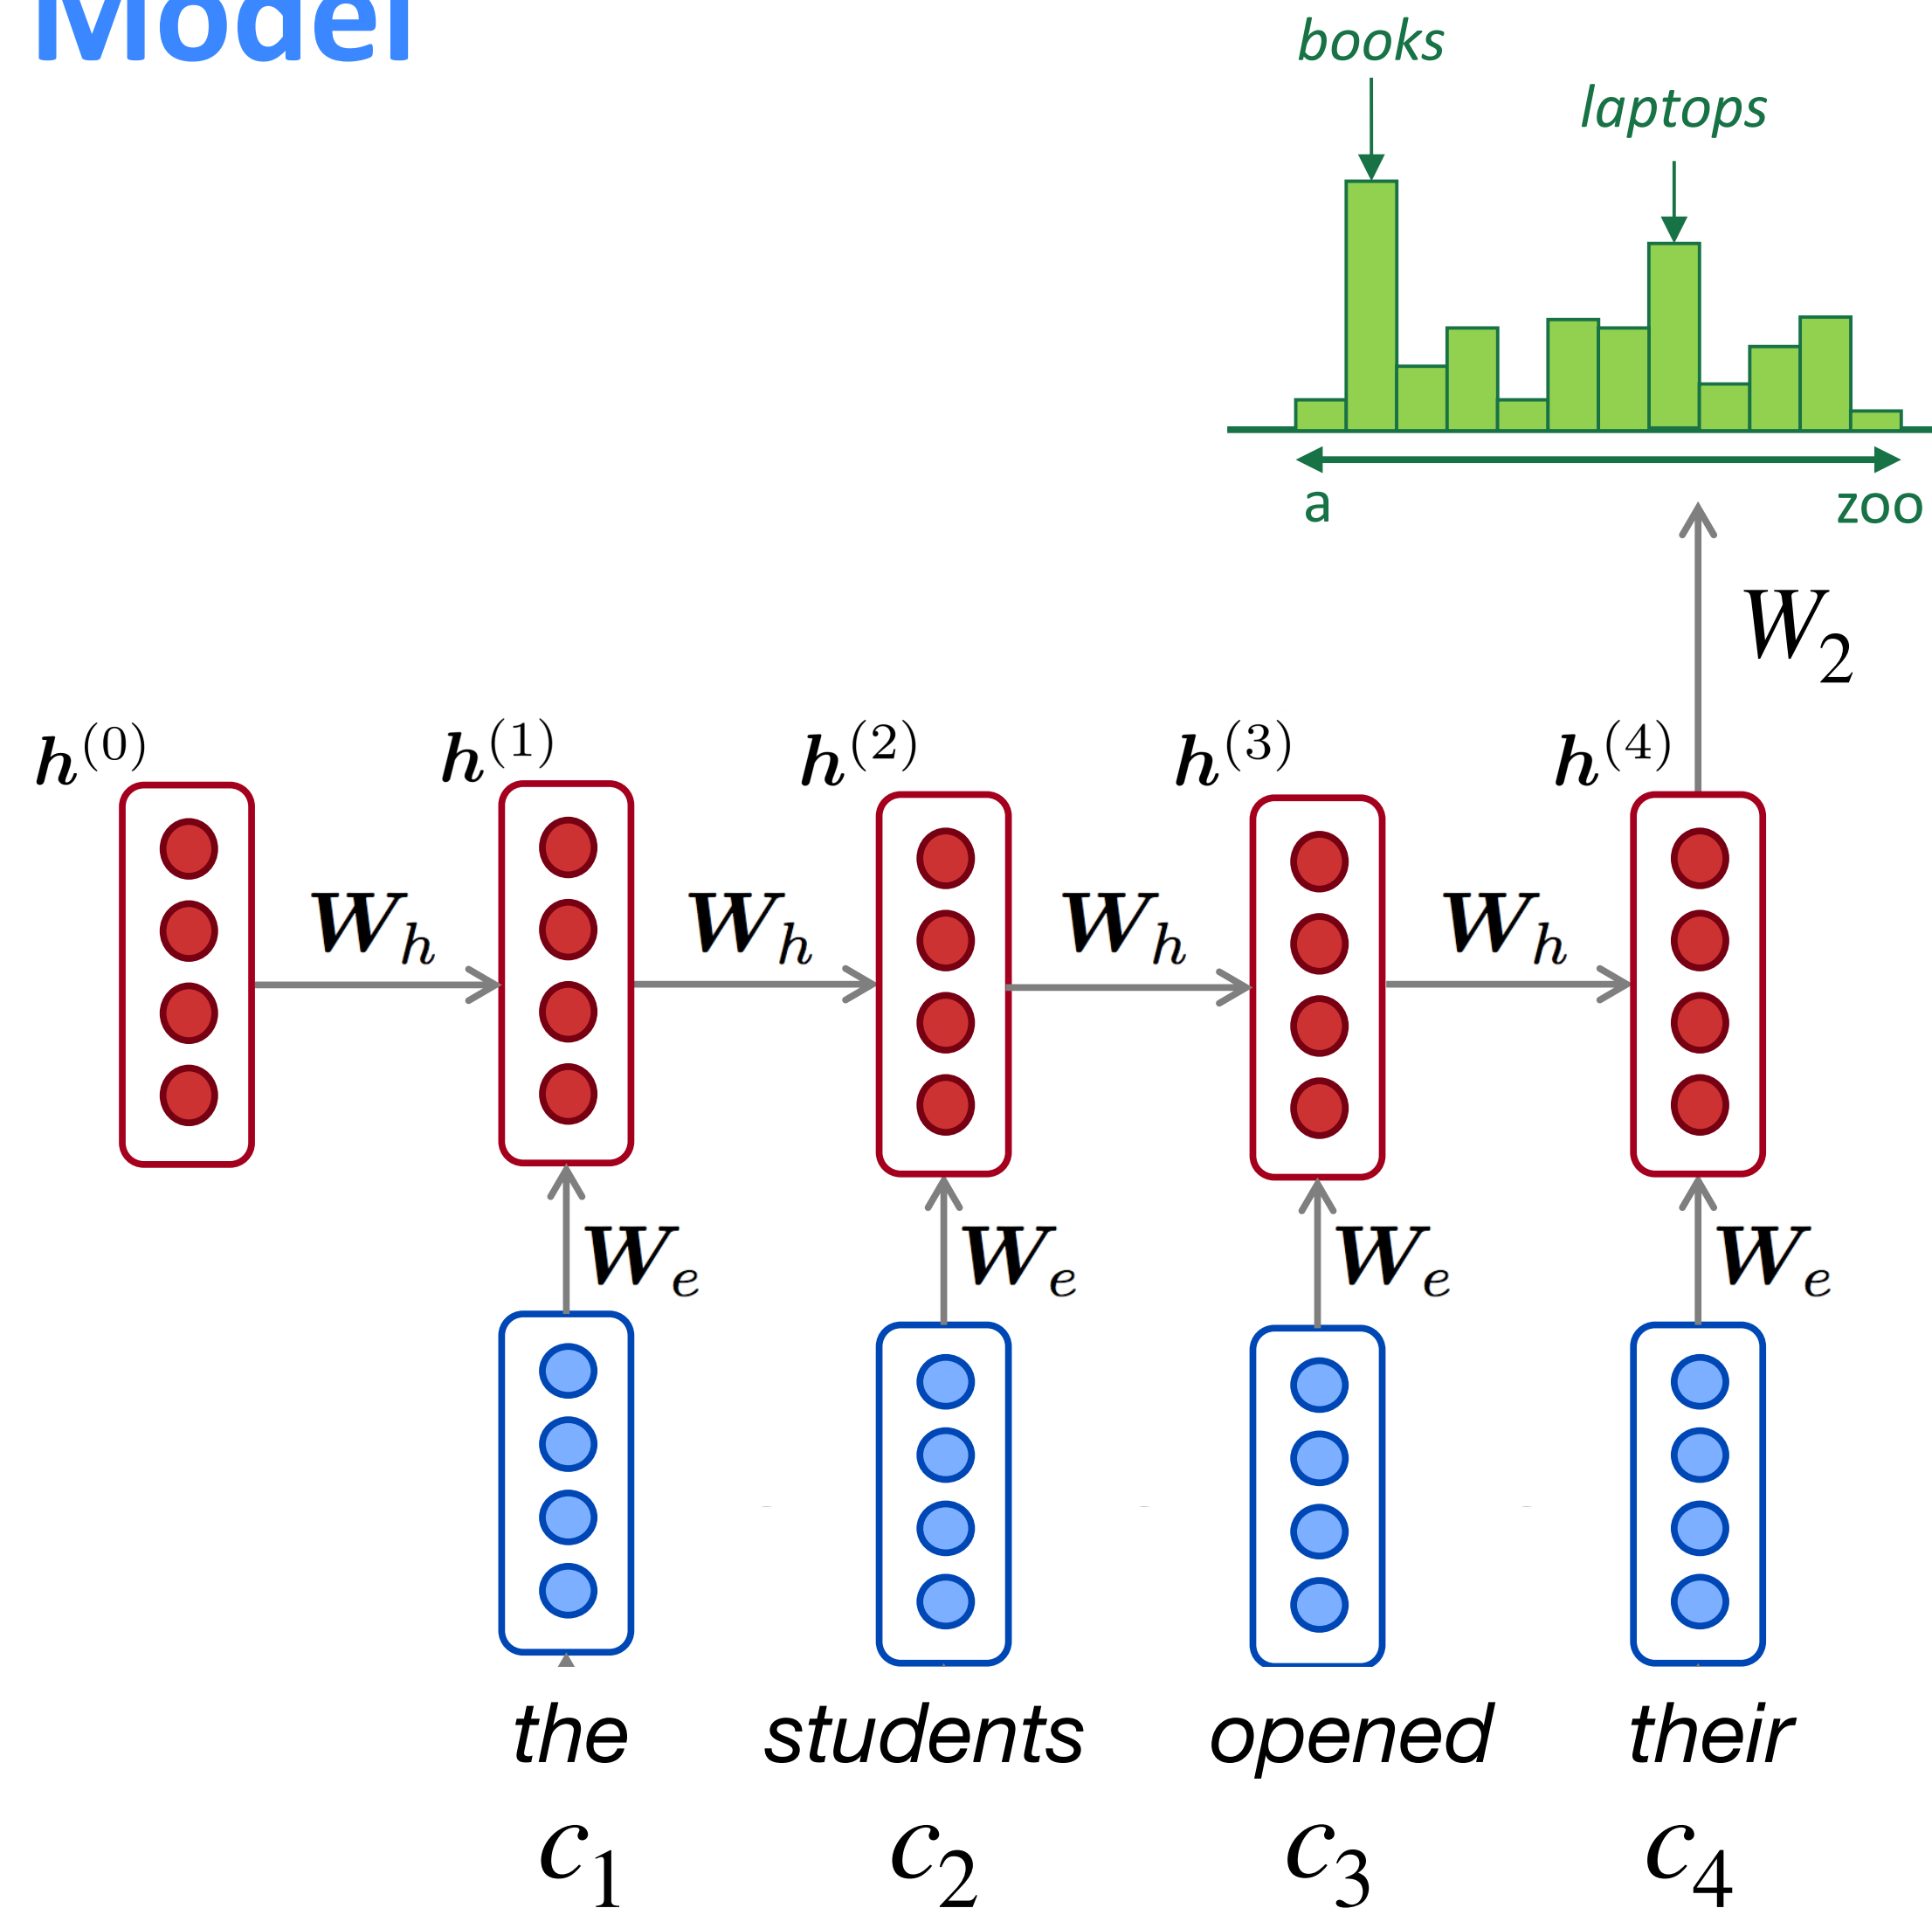 Model
books
laptops
a zoo
W₂
h⁽⁰⁾ h⁽¹⁾ h⁽²⁾ h⁽³⁾ h⁽⁴⁾
Wₕ Wₕ Wₕ Wₕ
Wₑ Wₑ Wₑ Wₑ
the students opened their
c₁ c₂ c₃ c₄